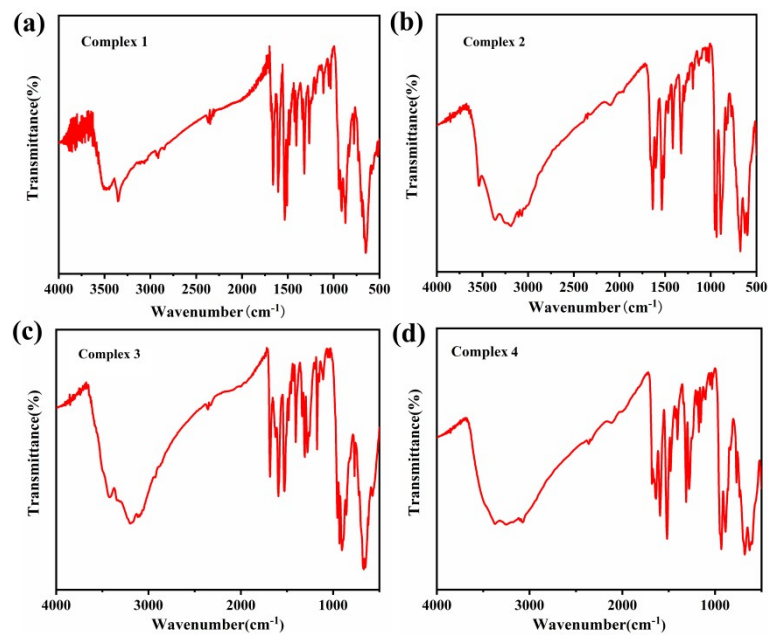 (a)
Complex 1
Transmittance(%)
4000 3500 3000 2500 2000 1500 1000 500
Wavenumber(cm⁻¹)
(b)
Complex 2
Transmittance(%)
4000 3500 3000 2500 2000 1500 1000 500
Wavenumber(cm⁻¹)
(c)
Complex 3
Transmittance(%)
4000 3000 2000 1000
Wavenumber(cm⁻¹)
(d)
Complex 4
Transmittance(%)
4000 3000 2000 1000
Wavenumber(cm⁻¹)